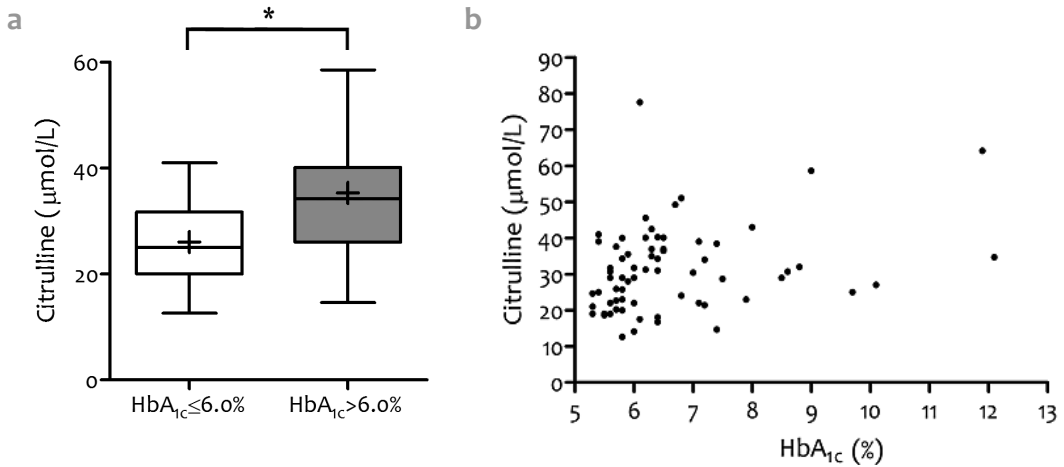 a
*
60
40
20
0
Citrulline (μmol/L)
HbA1c≤6.0%
HbA1c>6.0%
b
90
80
70
60
50
40
30
20
10
0
Citrulline (μmol/L)
5 6 7 8 9 10 11 12 13
HbA1c (%)